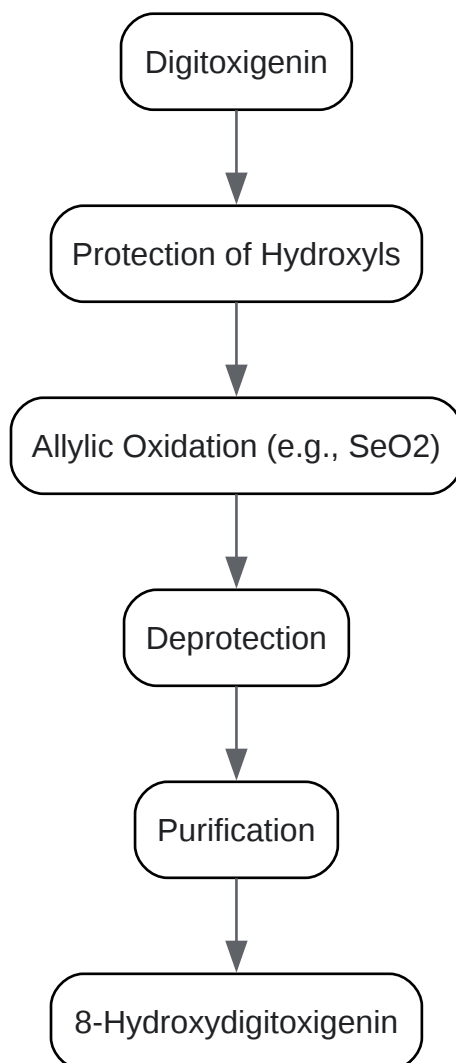 Digitoxigenin
Protection of Hydroxyls
Allylic Oxidation (e.g., SeO2)
Deprotection
Purification
8-Hydroxydigitoxigenin